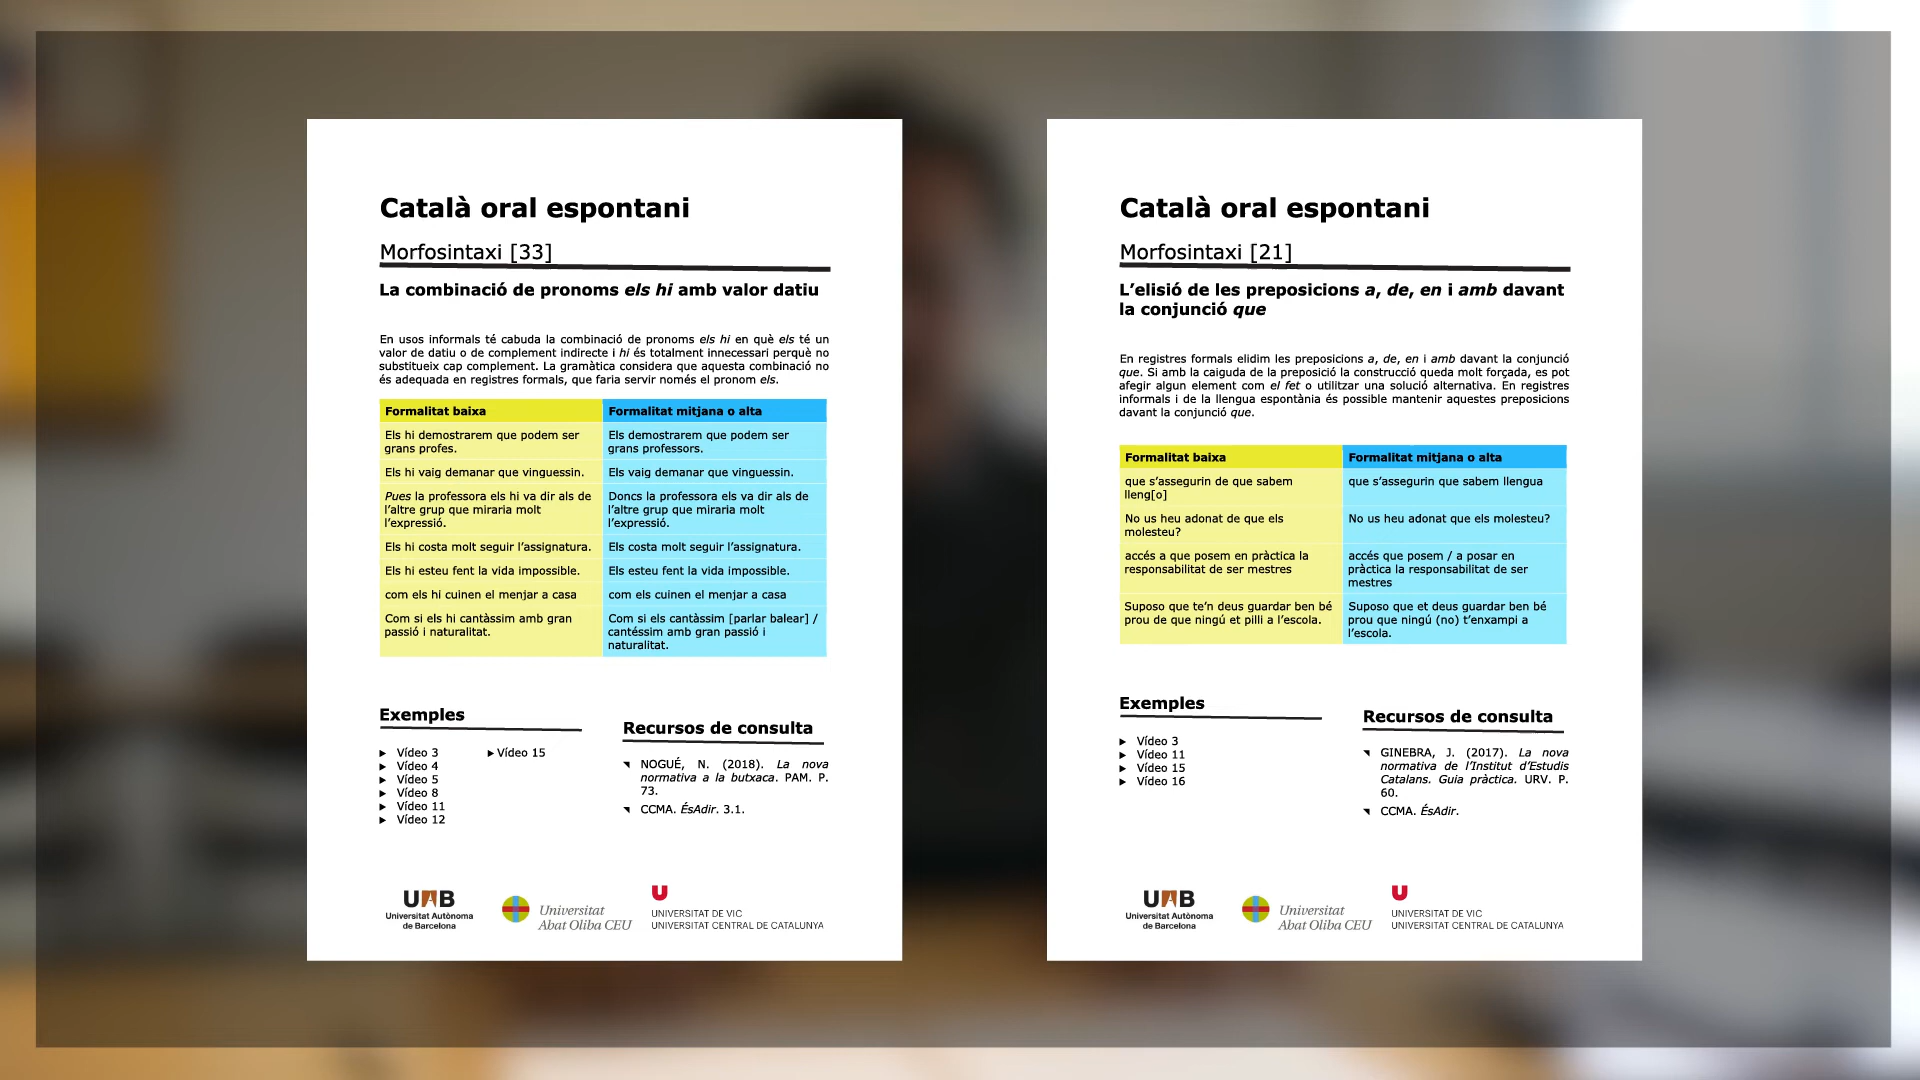 Català oral espontani
Morfosintaxi [33]
La combinació de pronoms els hi amb valor datiu
En usos informals té cabuda la combinació de pronoms els hi en què els té un
valor de datiu o de complement indirecte i hi és totalment innecessari perquè no
substitueix cap complement. La gramàtica considera que aquesta combinació no
és adequada en registres formals, que faria servir només el pronom els.
Formalitat baixa
Formalitat mitjana o alta
Els hi demostrarem que podem ser
grans profes.
Els demostrarem que podem ser
grans professors.
Els hi vaig demanar que vinguessin.
Els vaig demanar que vinguessin.
Pues la professora els hi va dir als de
l’altre grup que miraria molt
l’expressió.
Doncs la professora els va dir als de
l’altre grup que miraria molt
l’expressió.
Els hi costa molt seguir l’assignatura.
Els costa molt seguir l’assignatura.
Els hi esteu fent la vida impossible.
Els esteu fent la vida impossible.
com els hi cuinen el menjar a casa
com els cuinen el menjar a casa
Com si els hi cantàssim amb gran
passió i naturalitat.
Com si els cantàssim [parlar balear] /
cantéssim amb gran passió i
naturalitat.
Exemples
Vídeo 3
Vídeo 4
Vídeo 5
Vídeo 8
Vídeo 11
Vídeo 12
Vídeo 15
Recursos de consulta
NOGUÉ, N. (2018). La nova
normativa a la butxaca. PAM. P.
73.
CCMA. ÉsAdir. 3.1.
UAB
Universitat Autònoma
de Barcelona
Universitat
Abat Oliba CEU
U
UNIVERSITAT DE VIC
UNIVERSITAT CENTRAL DE CATALUNYA
Català oral espontani
Morfosintaxi [21]
L’elisió de les preposicions a, de, en i amb davant
la conjunció que
En registres formals elidim les preposicions a, de, en i amb davant la conjunció
que. Si amb la caiguda de la preposició la construcció queda molt forçada, es pot
afegir algun element com el fet o utilitzar una solució alternativa. En registres
informals i de la llengua espontània és possible mantenir aquestes preposicions
davant la conjunció que.
Formalitat baixa
Formalitat mitjana o alta
que s’assegurin de que sabem
lleng[o]
que s’assegurin que sabem llengua
No us heu adonat de que els
molesteu?
No us heu adonat que els molesteu?
accés a que posem en pràctica la
responsabilitat de ser mestres
accés que posem / a posar en
pràctica la responsabilitat de ser
mestres
Suposo que te’n deus guardar ben bé
prou de que ningú et pilli a l’escola.
Suposo que et deus guardar ben bé
prou que ningú (no) t’enxampi a
l’escola.
Exemples
Vídeo 3
Vídeo 11
Vídeo 15
Vídeo 16
Recursos de consulta
GINEBRA, J. (2017). La nova
normativa de l’Institut d’Estudis
Catalans. Guia pràctica. URV. P.
60.
CCMA. ÉsAdir.
UAB
Universitat Autònoma
de Barcelona
Universitat
Abat Oliba CEU
U
UNIVERSITAT DE VIC
UNIVERSITAT CENTRAL DE CATALUNYA